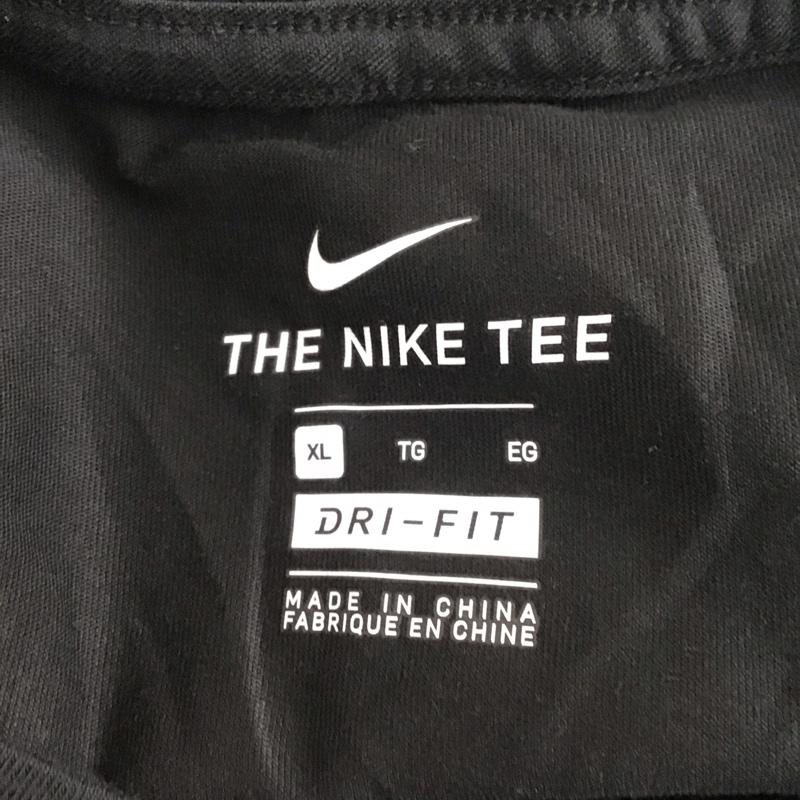 THE NIKE TEE
XL TG EG
DRI-FIT
MADE IN CHINA
FABRIQUE EN CHINE